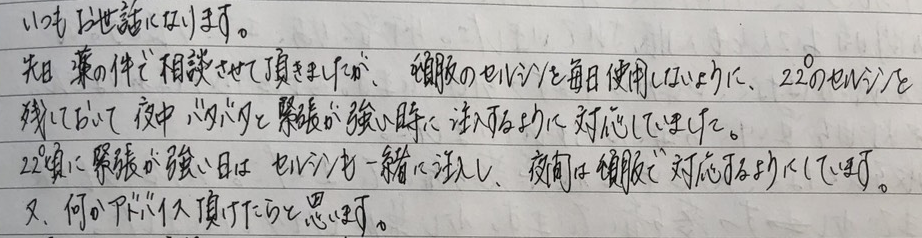 いつもお世話になります。
先日 薬の件で相談させて頂きましたが、 頓服のセルシンを毎日使用しないように、 22°のセルシンを
残しておいて 夜中 バタバタと緊張が強い時に 注入するように 対応していました。
22°頃に緊張が強い日は セルシンも一緒に注入し、 夜間は頓服で対応するようにしています。
又、何かアドバイス頂けたらと思います。